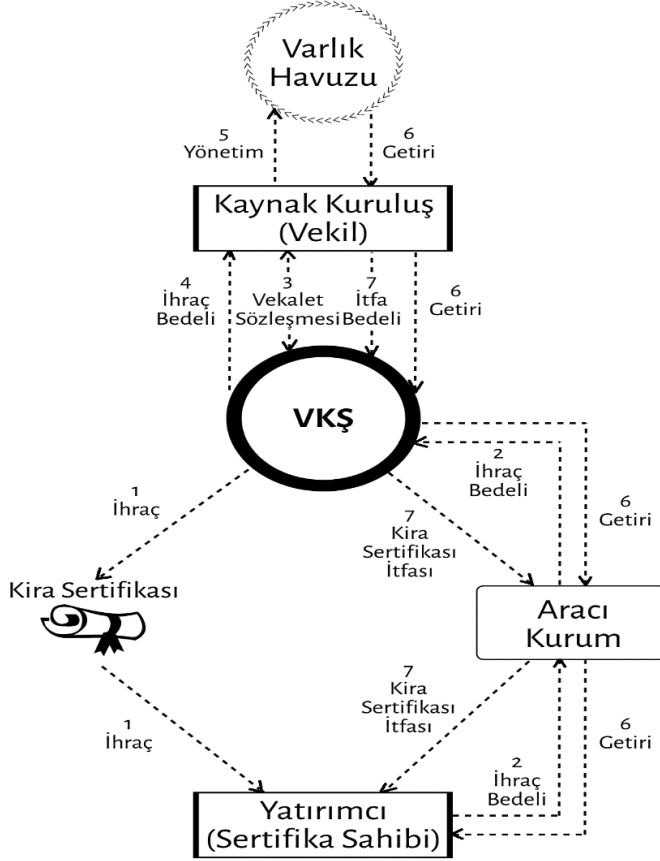 Varlık
Havuzu
5
Yönetim
6
Getiri
Kaynak Kuruluş
(Vekil)
4
İhraç
Bedeli
3
Vekalet
Sözleşmesi
7
İtfa
Bedeli
6
Getiri
VKŞ
2
İhraç
Bedeli
6
Getiri
1
İhraç
7
Kira
Sertifikası
İtfası
Kira Sertifikası
Aracı
Kurum
1
İhraç
7
Kira
Sertifikası
İtfası
6
Getiri
2
İhraç
Bedeli
Yatırımcı
(Sertifika Sahibi)